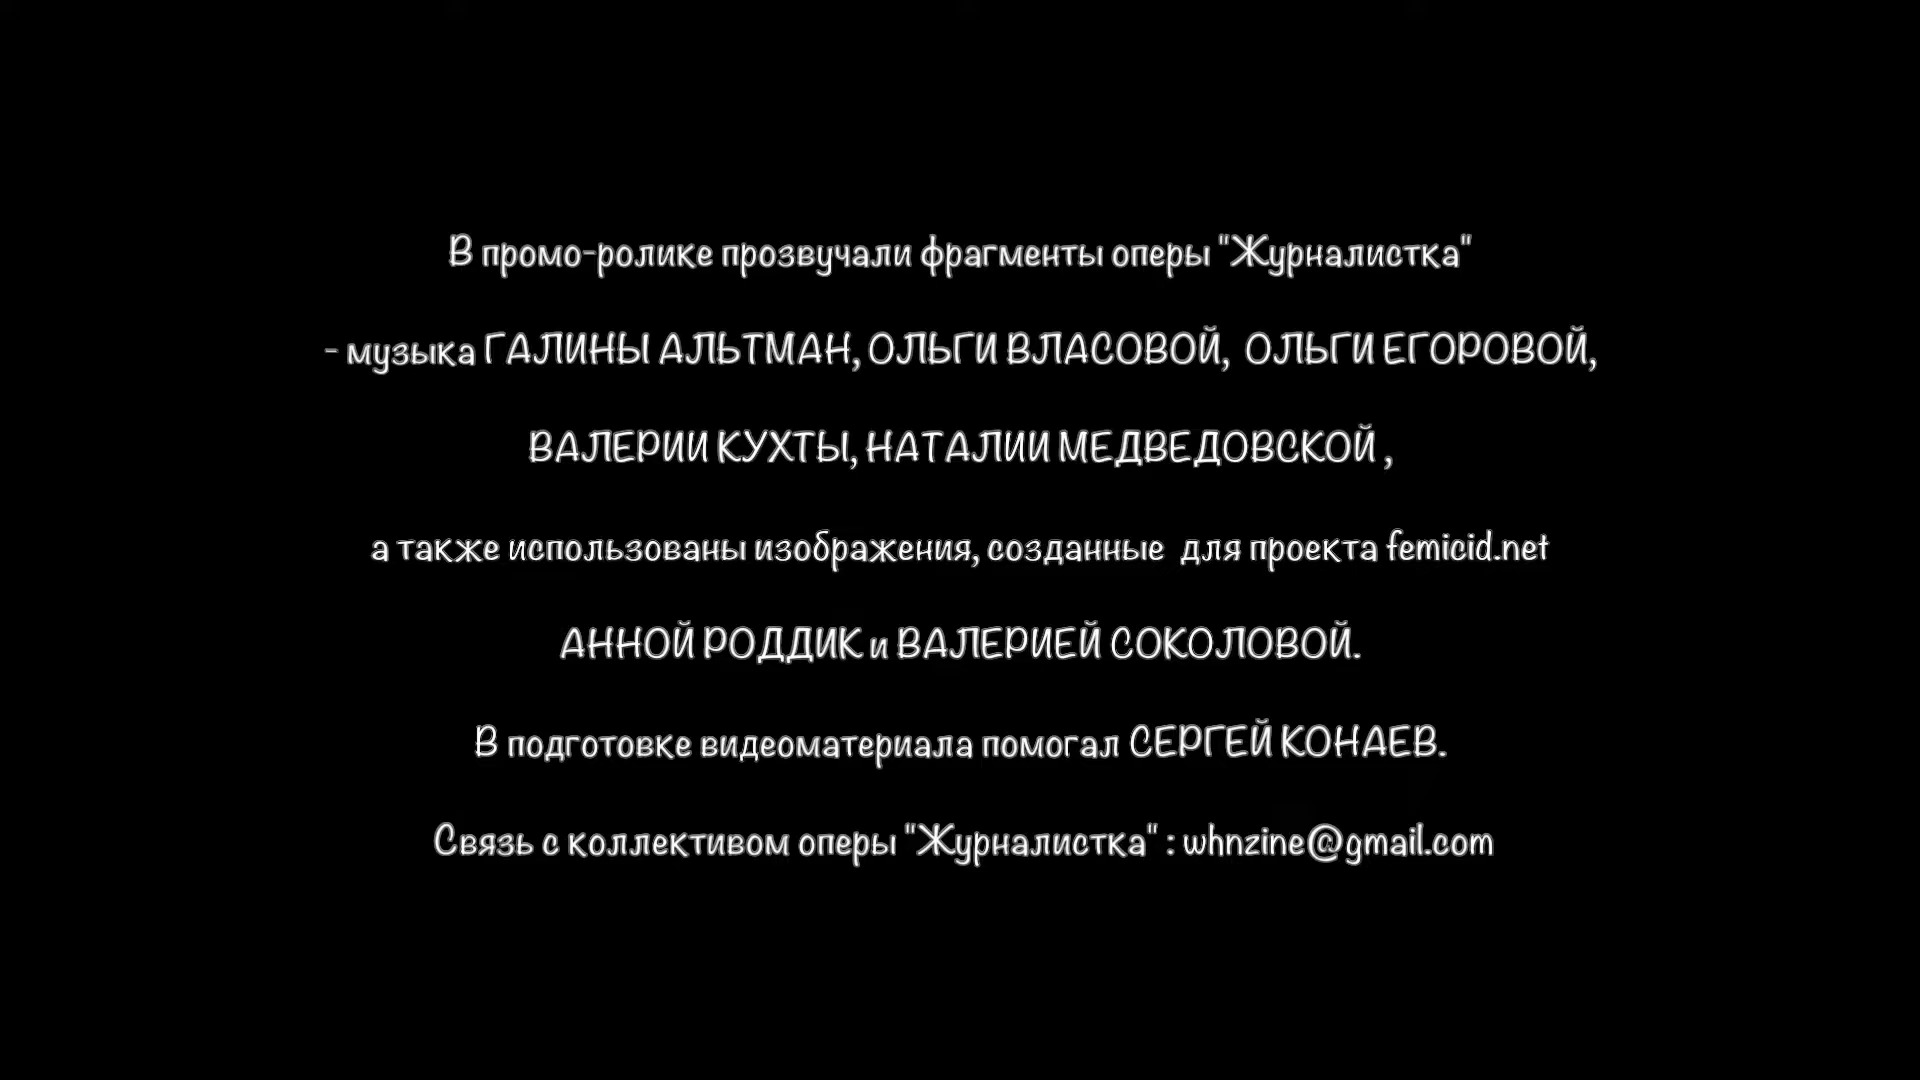 В промо-ролике прозвучали фрагменты оперы "Журналистка"
- музыка ГАЛИНЫ АЛЬТМАН, ОЛЬГИ ВЛАСОВОЙ, ОЛЬГИ ЕГОРОВОЙ,
ВАЛЕРИИ КУХТЫ, НАТАЛИИ МЕДВЕДОВСКОЙ ,
а также использованы изображения, созданные для проекта femicid.net
АННОЙ РОДДИК и ВАЛЕРИЕЙ СОКОЛОВОЙ.
В подготовке видеоматериала помогал СЕРГЕЙ КОНАЕВ.
Связь с коллективом оперы "Журналистка" : whnzine@gmail.com